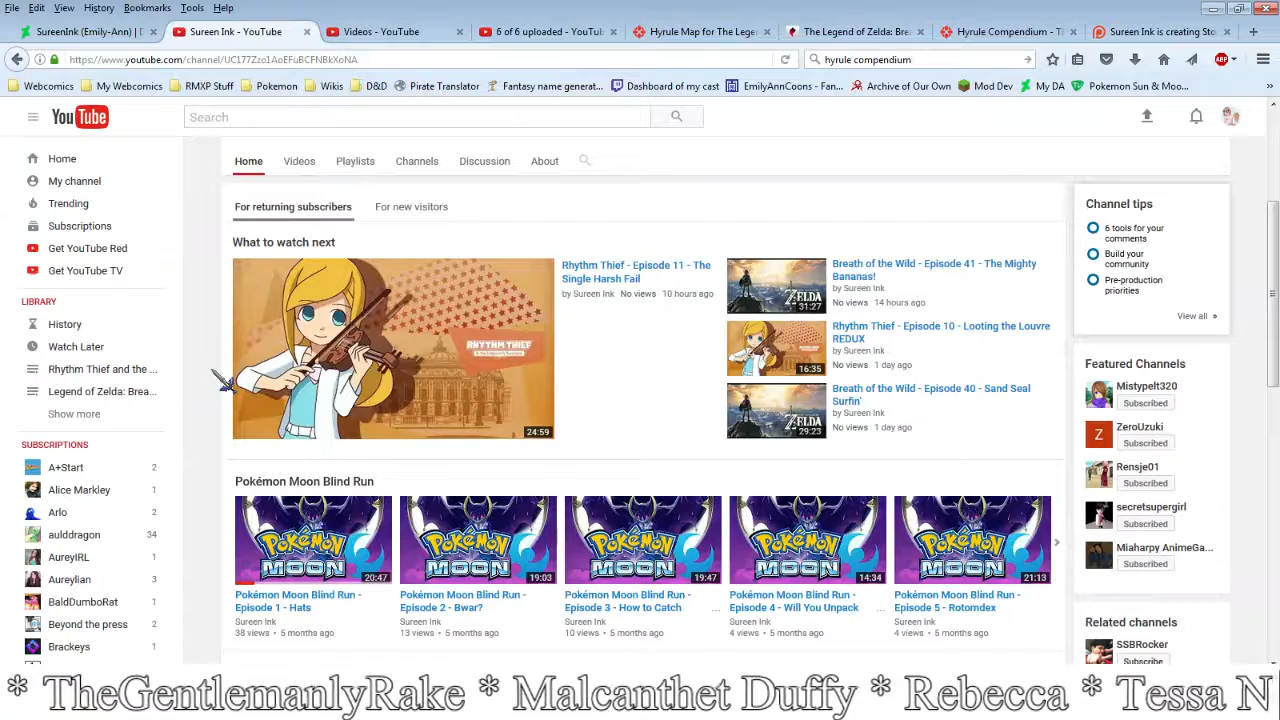 File Edit View History Bookmarks Tools Help
SureenInk (Emily-Ann) | D Sureen Ink - YouTube Videos - YouTube 6 of 6 uploaded - YouTub Hyrule Map for The Lege The Legend of Zelda: Bre Hyrule Compendium - T Sureen Ink is creating Sto
https://www.youtube.com/channel/UC177Zzo1AoEFuBCFNBkXoNA hyrule compendium ABP
Webcomics My Webcomics RMXP Stuff Pokemon Wikis D&D Pirate Translator Fantasy name generat... Dashboard of my cast EmilyAnnCoons - Fan... Archive of Our Own Mod Dev My DA Pokemon Sun & Moo...
YouTube Search
Home Videos Playlists Channels Discussion About
Home
My channel
Trending
Subscriptions
Get YouTube Red
Get YouTube TV
LIBRARY
History
Watch Later
Rhythm Thief and the ...
Legend of Zelda: Brea...
Show more
SUBSCRIPTIONS
A+Start 2
Alice Markley 1
Arlo 2
aulddragon 34
AureyIRL 1
Aureylian 3
BaldDumboRat 1
Beyond the press 2
Brackeys 1
For returning subscribers For new visitors
What to watch next
RHYTHM THIEF
24:59
Rhythm Thief - Episode 11 - The
Single Harsh Fail
by Sureen Ink No views 10 hours ago
ZELDA
31:27
Breath of the Wild - Episode 41 - The Mighty
Bananas!
by Sureen Ink
No views 14 hours ago
16:35
Rhythm Thief - Episode 10 - Looting the Louvre
REDUX
by Sureen Ink
No views 1 day ago
ZELDA
29:23
Breath of the Wild - Episode 40 - Sand Seal
Surfin'
by Sureen Ink
No views 1 day ago
Pokémon Moon Blind Run
Pokémon MOON 20:47
Pokémon Moon Blind Run -
Episode 1 - Hats
Sureen Ink
38 views • 5 months ago
Pokémon MOON 19:03
Pokémon Moon Blind Run -
Episode 2 - Bwar?
Sureen Ink
13 views • 5 months ago
Pokémon MOON 19:47
Pokémon Moon Blind Run -
Episode 3 - How to Catch ...
Sureen Ink
10 views • 5 months ago
Pokémon MOON 14:34
Pokémon Moon Blind Run -
Episode 4 - Will You Unpack ...
Sureen Ink
4 views • 5 months ago
Pokémon MOON 21:13
Pokémon Moon Blind Run -
Episode 5 - Rotomdex
Sureen Ink
4 views • 5 months ago
Channel tips
6 tools for your
comments
Build your
community
Pre-production
priorities
View all »
Featured Channels
Mistypelt320
Subscribed
Z ZeroUzuki
Subscribed
Rensje01
Subscribed
secretsupergirl
Subscribed
Miaharpy AnimeGa...
Subscribed
Related channels
SSBRocker
Subscribe
* TheGentlemanlyRake * Malcanthet Duffy * Rebecca * Tessa N